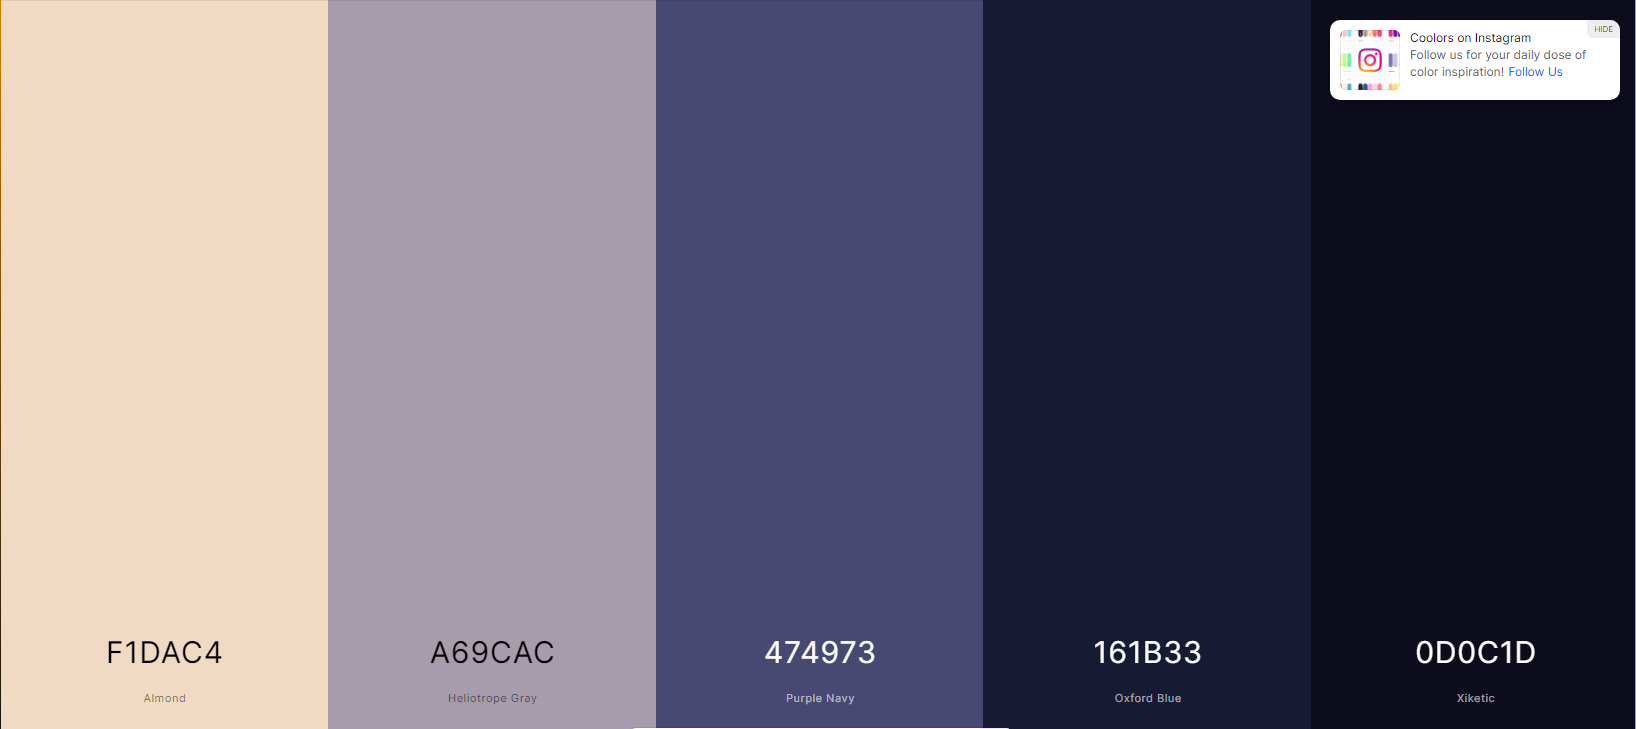 HIDE
Coolors on Instagram
Follow us for your daily dose of
color inspiration! Follow Us
F1DAC4
Almond
A69CAC
Heliotrope Gray
474973
Purple Navy
161B33
Oxford Blue
0D0C1D
Xiketic